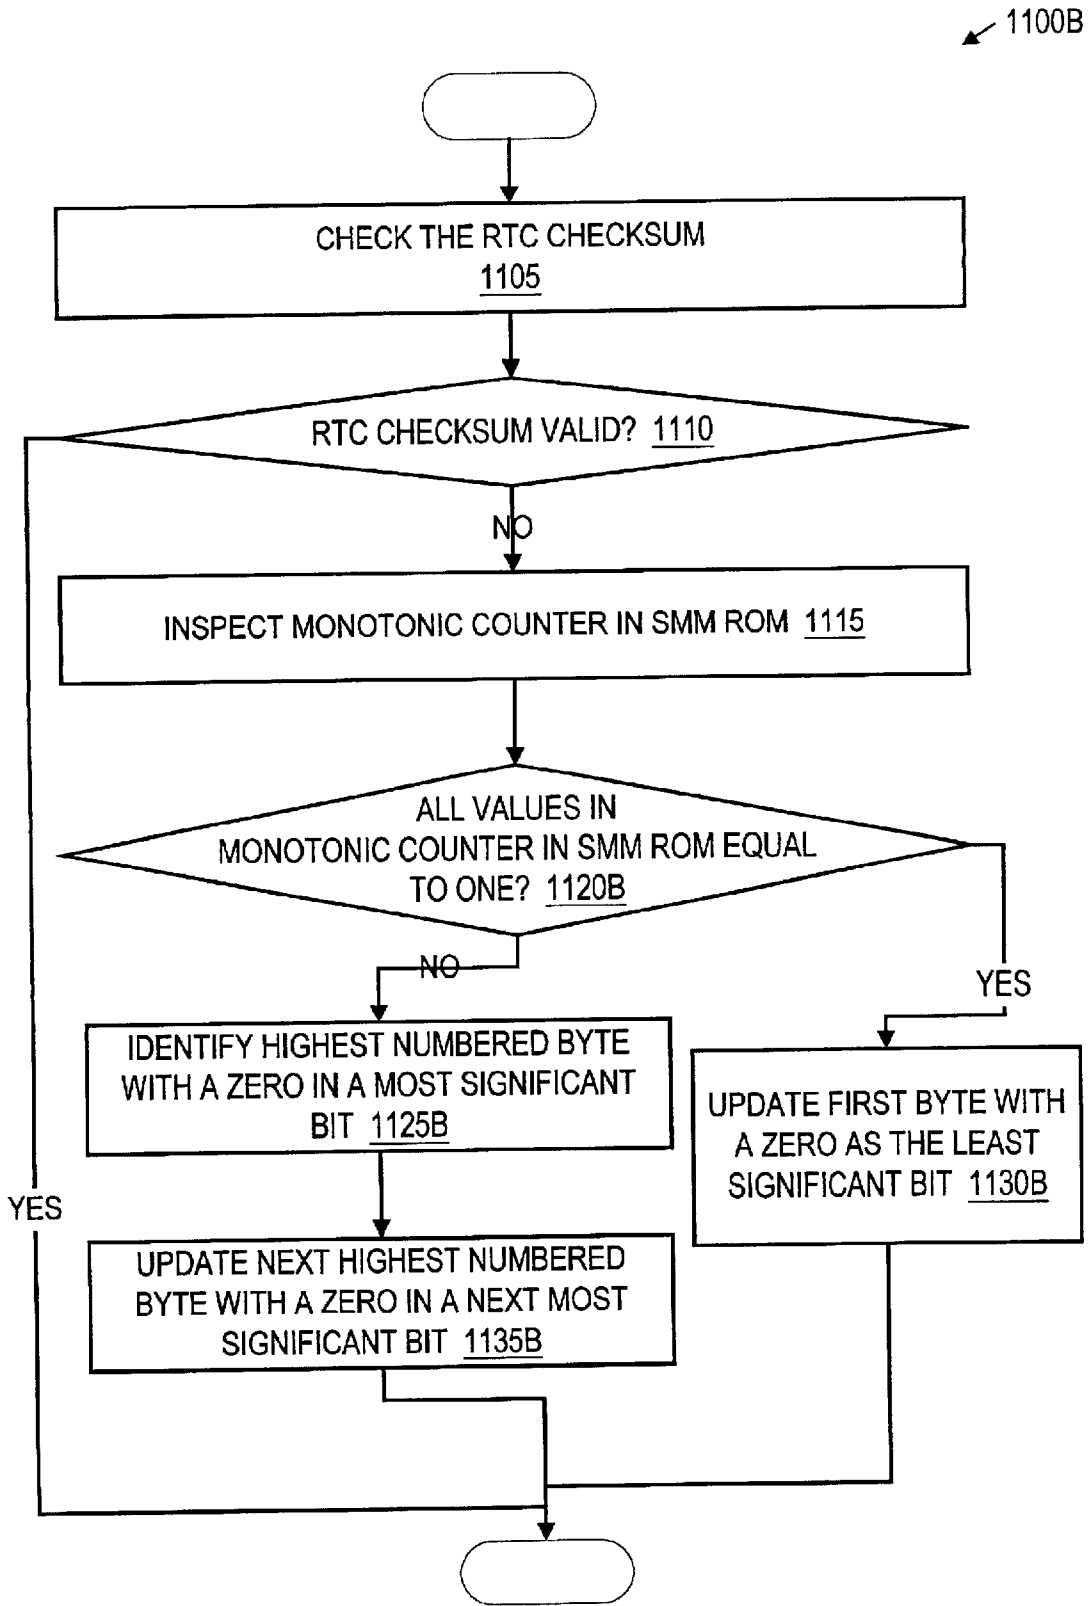 1100B
CHECK THE RTC CHECKSUM
1105
RTC CHECKSUM VALID? 1110
NO
INSPECT MONOTONIC COUNTER IN SMM ROM 1115
ALL VALUES IN
MONOTONIC COUNTER IN SMM ROM EQUAL
TO ONE? 1120B
NO
YES
IDENTIFY HIGHEST NUMBERED BYTE
WITH A ZERO IN A MOST SIGNIFICANT
BIT 1125B
UPDATE FIRST BYTE WITH
A ZERO AS THE LEAST
SIGNIFICANT BIT 1130B
YES
UPDATE NEXT HIGHEST NUMBERED
BYTE WITH A ZERO IN A NEXT MOST
SIGNIFICANT BIT 1135B